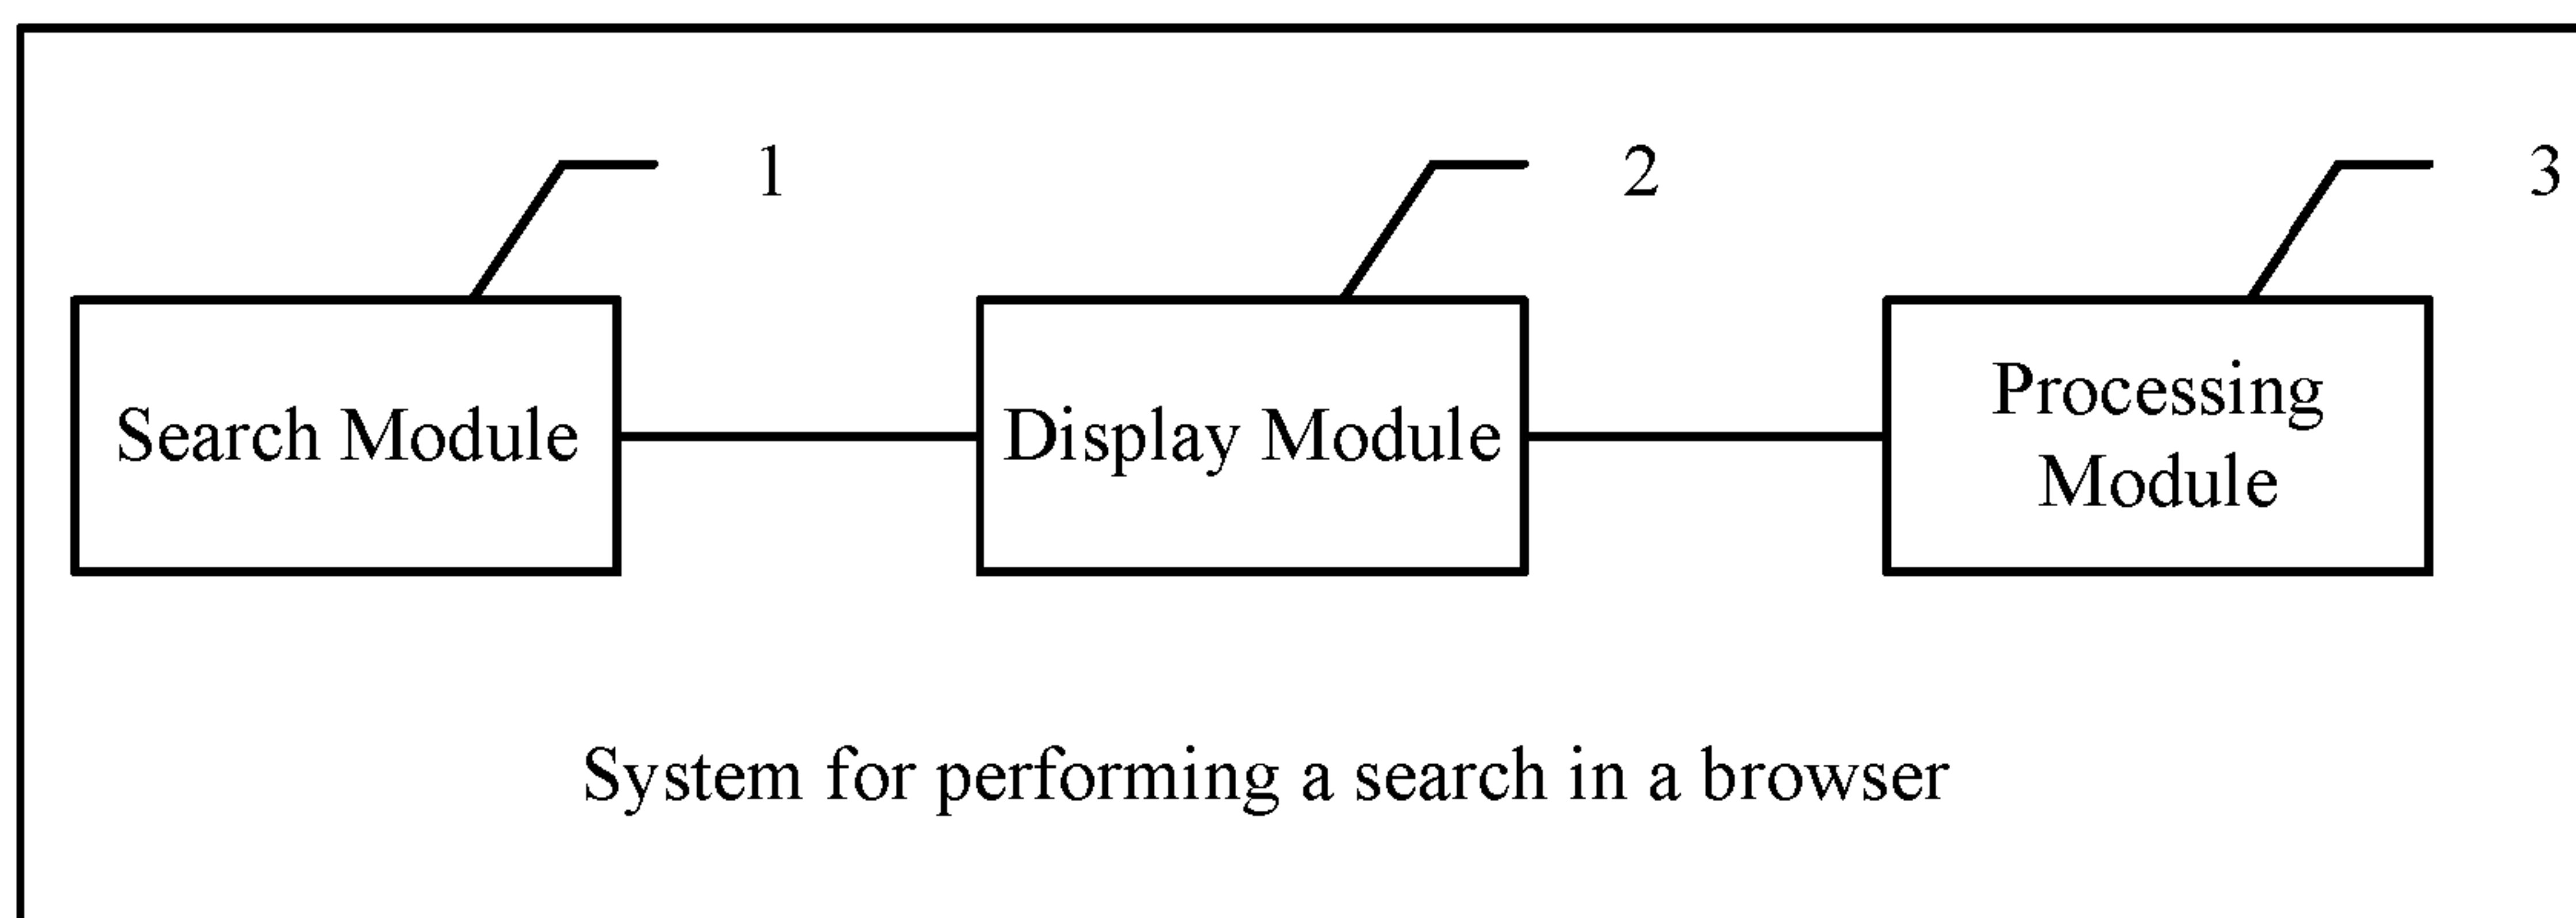 1
2
3
Search Module
Display Module
Processing
Module
System for performing a search in a browser